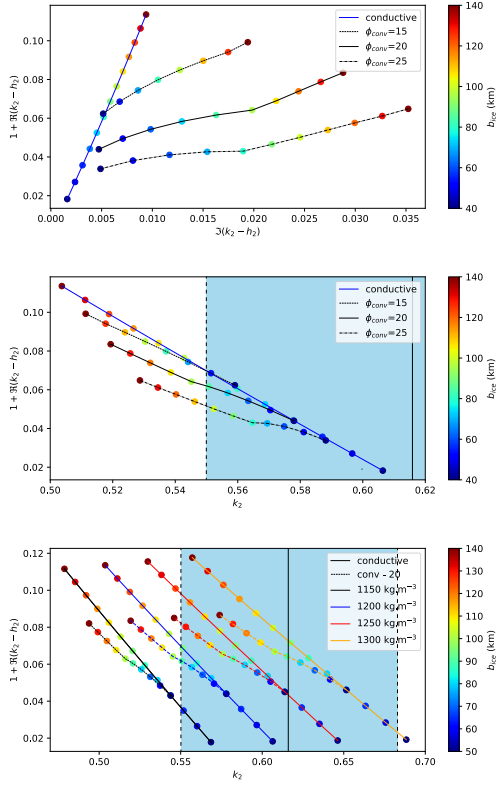 0.10
0.08
0.06
0.04
0.02
1 + ℜ(k₂ − h₂)
0.000 0.005 0.010 0.015 0.020 0.025 0.030 0.035
ℑ(k₂ − h₂)
conductive
ϕconv=15
ϕconv=20
ϕconv=25
140
120
100
80
60
40
bice (km)
0.10
0.08
0.06
0.04
0.02
1 + ℜ(k₂ − h₂)
0.50 0.52 0.54 0.56 0.58 0.60 0.62
k₂
conductive
ϕconv=15
ϕconv=20
ϕconv=25
140
120
100
80
60
40
bice (km)
0.12
0.10
0.08
0.06
0.04
0.02
1 + ℜ(k₂ − h₂)
0.50 0.55 0.60 0.65 0.70
k₂
conductive
conv - 20
1150 kg.m⁻³
1200 kg.m⁻³
1250 kg.m⁻³
1300 kg.m⁻³
140
130
120
110
100
90
80
70
60
50
bice (km)